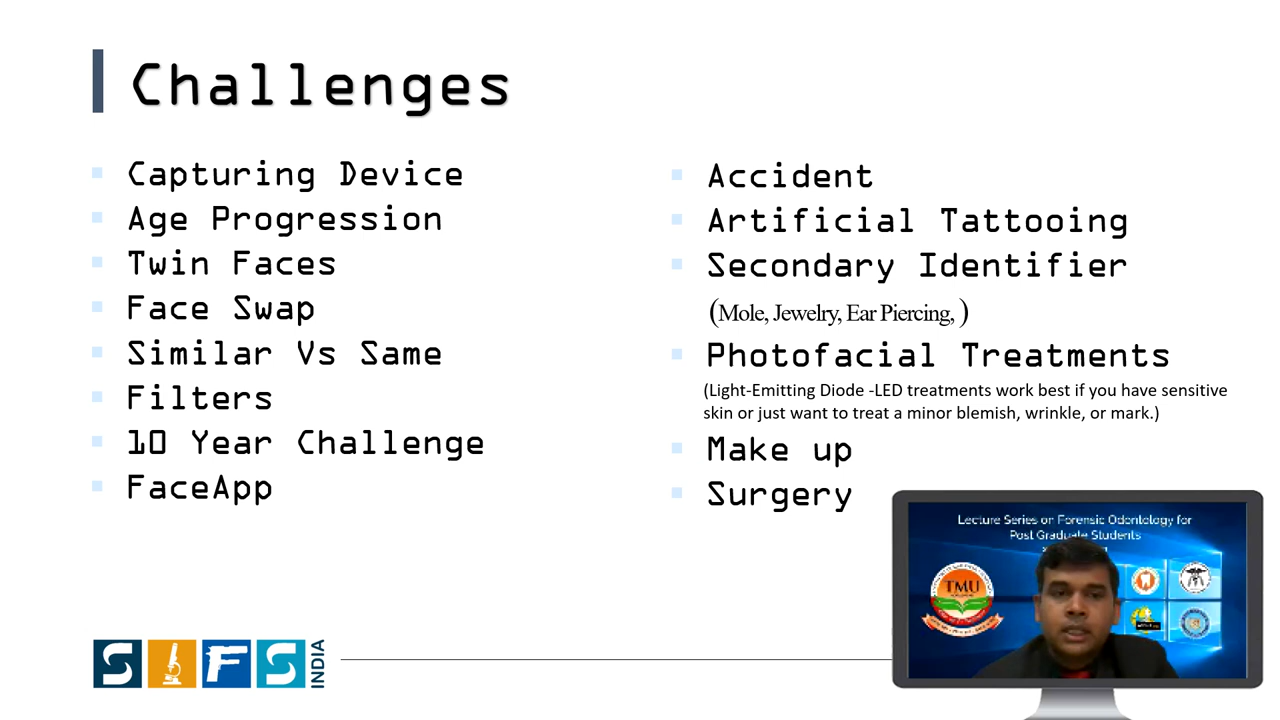 Challenges
Capturing Device
Age Progression
Twin Faces
Face Swap
Similar Vs Same
Filters
10 Year Challenge
FaceApp
Accident
Artificial Tattooing
Secondary Identifier
(Mole, Jewelry, Ear Piercing, )
Photofacial Treatments
(Light-Emitting Diode -LED treatments work best if you have sensitive
skin or just want to treat a minor blemish, wrinkle, or mark.)
Make up
Surgery
SIFS
INDIA
Lecture Series on Forensic Odontology for
Post Graduate Students
TMU